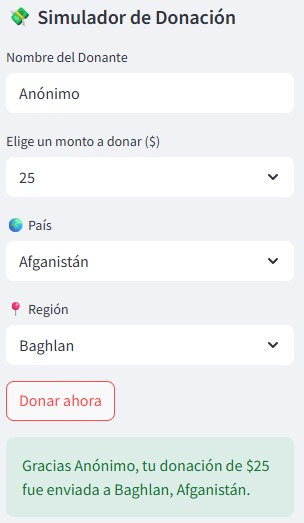 💸 Simulador de Donación
Nombre del Donante
Anónimo
Elige un monto a donar ($)
25
🌍 País
Afganistán
📍 Región
Baghlan
Donar ahora
Gracias Anónimo, tu donación de $25
fue enviada a Baghlan, Afganistán.